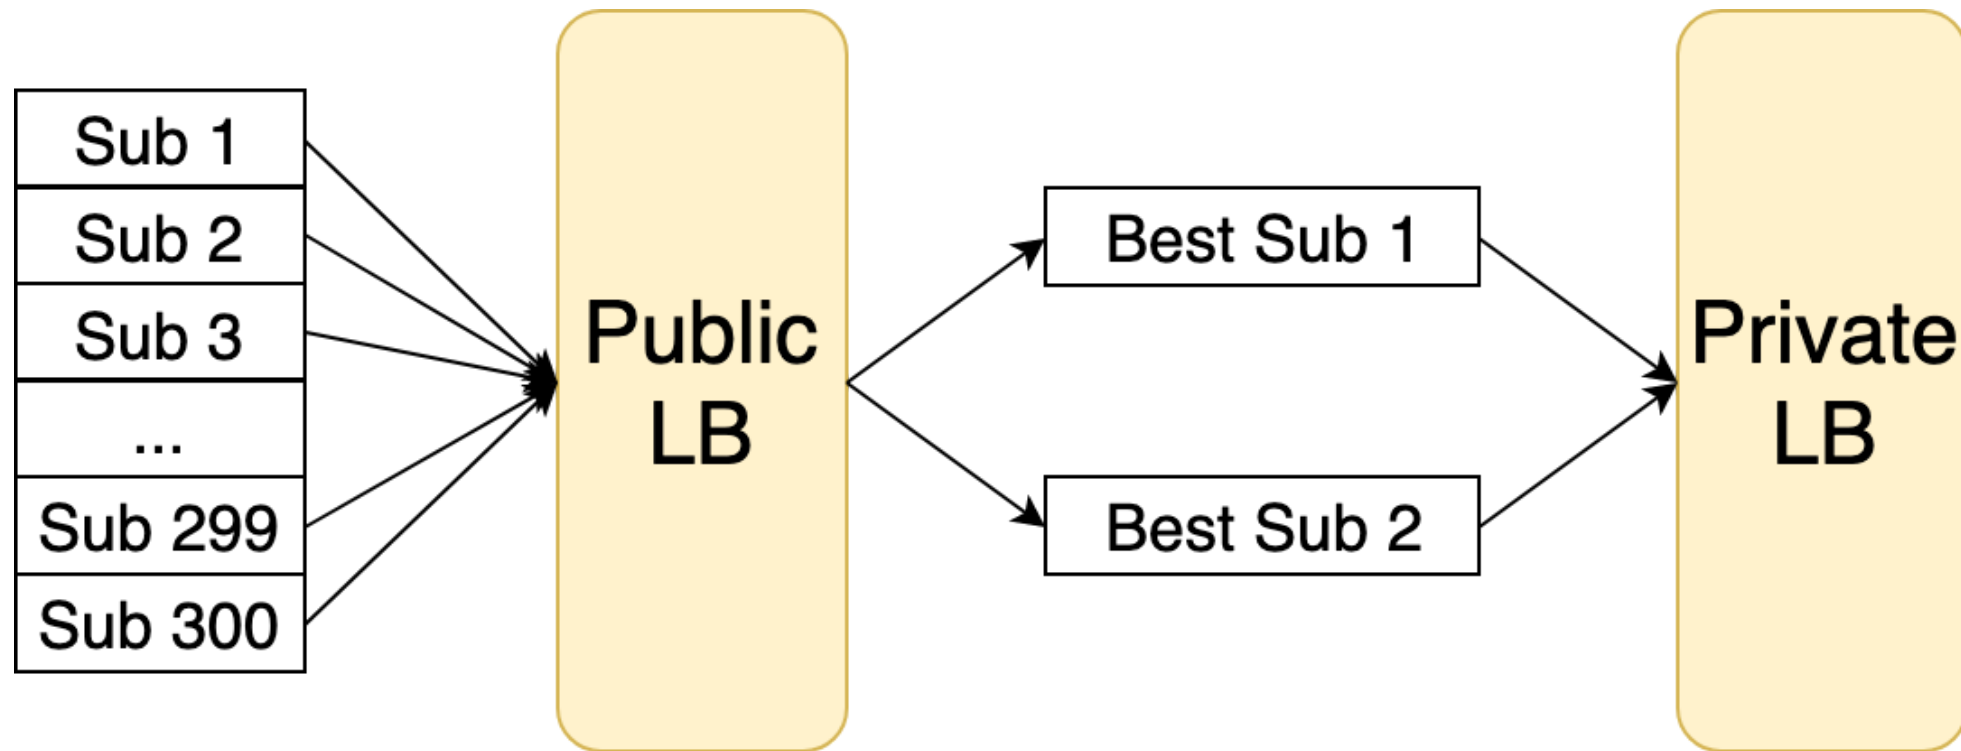 Sub 1
Sub 2
Sub 3
...
Sub 299
Sub 300
Public
LB
Best Sub 1
Best Sub 2
Private
LB